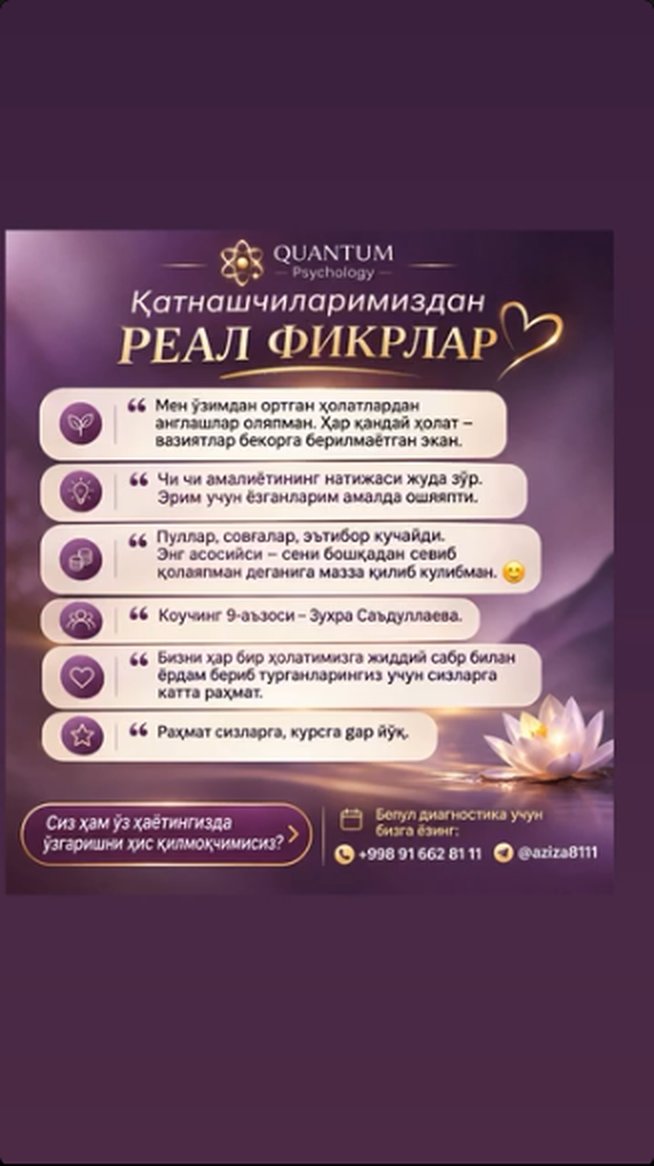 QUANTUM
Psychology
Қатнашчиларимиздан
РЕАЛ ФИКРЛАР
“ Мен ўзимдан ортган ҳолатлардан
англашлар оляпман. Ҳар қандай ҳолат –
вазиятлар бекорга берилмаётган экан.
“ Чи чи амалиётининг натижаси жуда зўр.
Эрим учун ёзганларим амалда ошяяпти.
“ Пуллар, совғалар, эътибор кучайди.
Энг асосийси – сени бошқадан севиб
қолаяпман деганига мазза қилиб кулибман. 😊
“ Коучинг 9-аъзоси – Зухра Саъдуллаева.
“ Бизни ҳар бир ҳолатимизга жиддий сабр билан
ёрдам бериб турганларингиз учун сизларга
катта раҳмат.
“ Раҳмат сизларга, курсга gap йўқ.
Сиз ҳам ўз ҳаётингизда
ўзгаришни ҳис қилмоқчимисиз?
Бепул диагностика учун
бизга ёзинг:
+998 91 662 81 11 @aziza8111